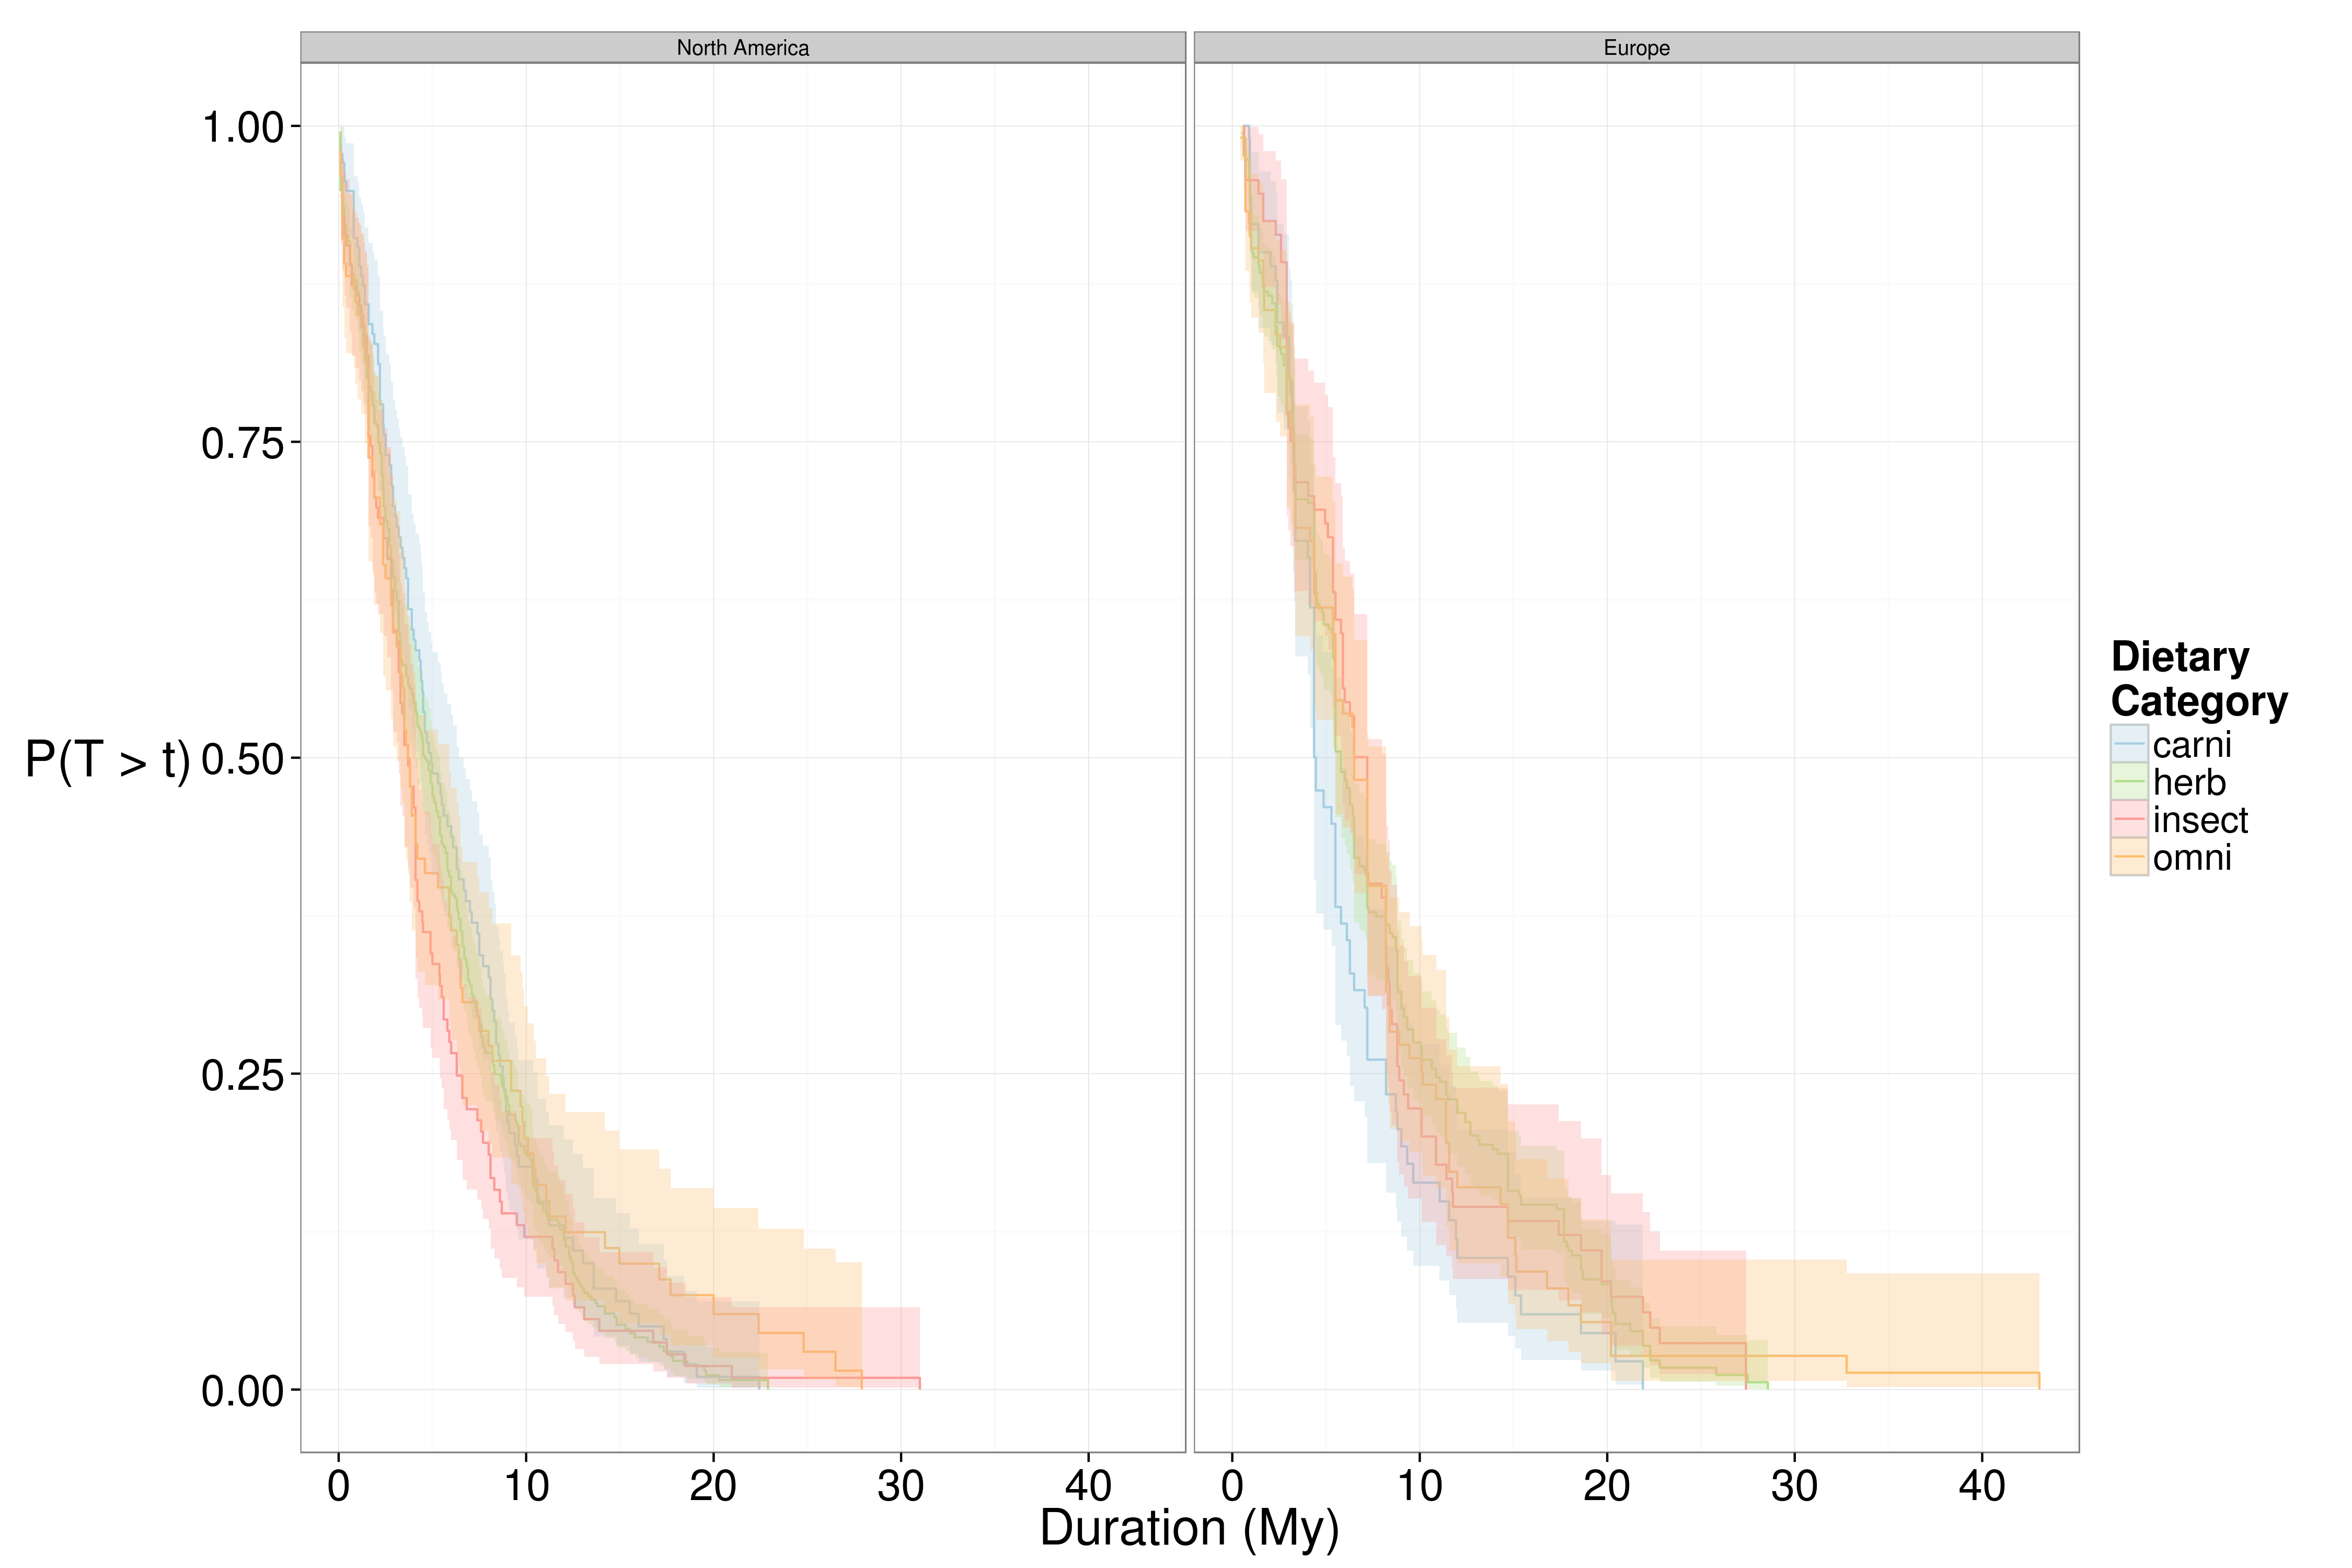 North America
Europe
1.00
0.75
P(T > t) 0.50
0.25
0.00
0 10 20 30 40
0 10 20 30 40
Duration (My)
Dietary
Category
carni
herb
insect
omni